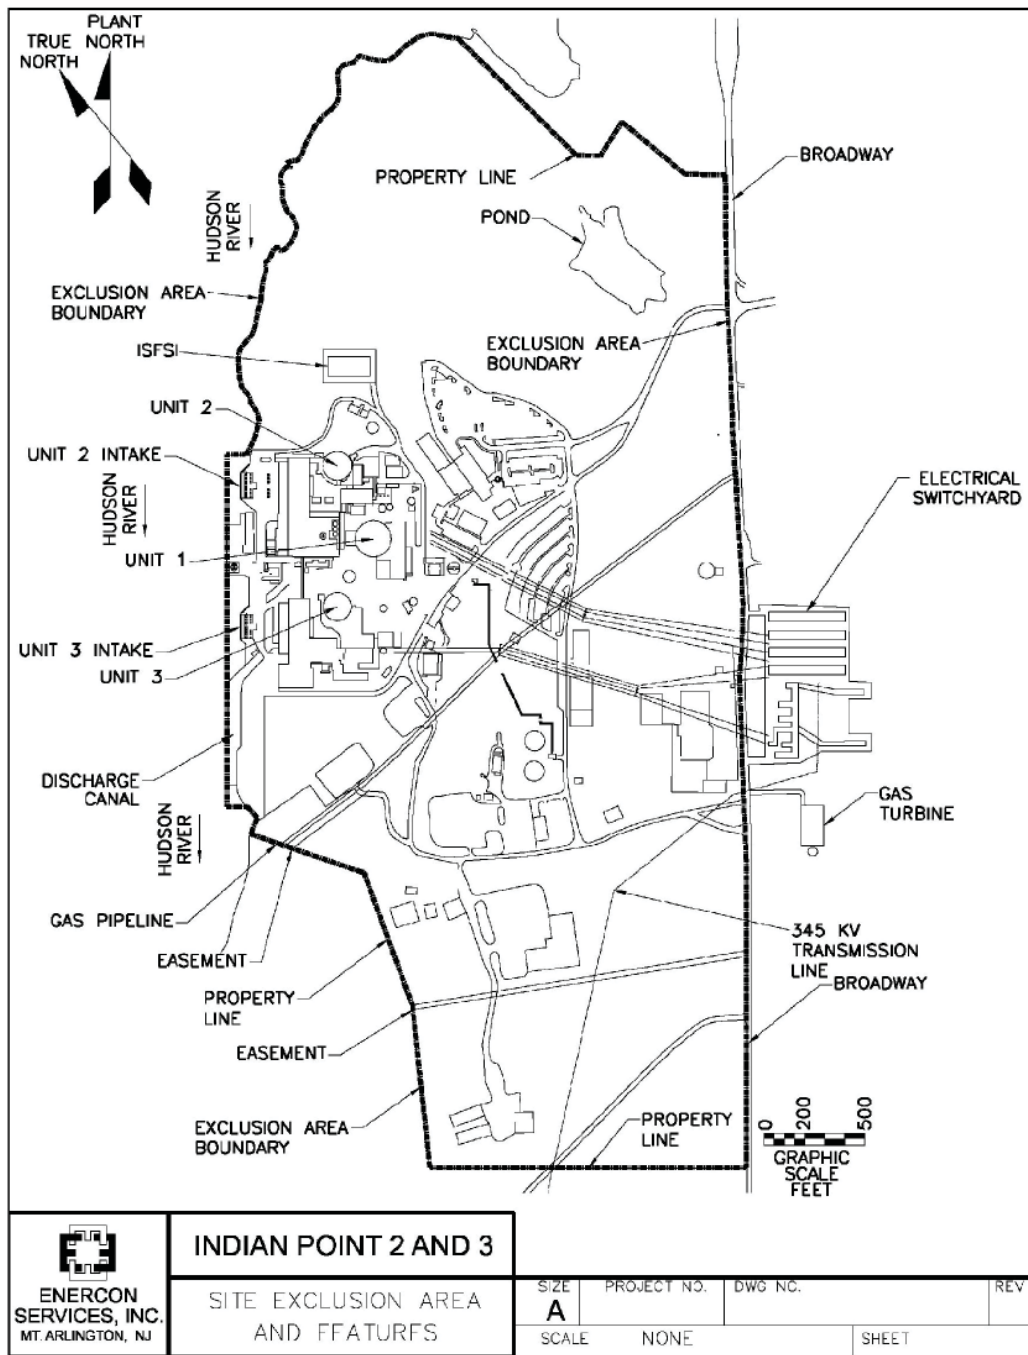 PLANT
TRUE NORTH
NORTH
BROADWAY
PROPERTY LINE
POND
HUDSON
RIVER
EXCLUSION AREA
BOUNDARY
EXCLUSION AREA
BOUNDARY
ISFSI
UNIT 2
UNIT 2 INTAKE
HUDSON
RIVER
ELECTRICAL
SWITCHYARD
UNIT 1
UNIT 3 INTAKE
UNIT 3
DISCHARGE
CANAL
GAS
TURBINE
HUDSON
RIVER
GAS PIPELINE
EASEMENT
345 KV
TRANSMISSION
LINE
BROADWAY
PROPERTY
LINE
EASEMENT
EXCLUSION AREA
BOUNDARY
PROPERTY
LINE
0 200 500
GRAPHIC
SCALE
FEET
ENERCON
SERVICES, INC.
MT. ARLINGTON, NJ
INDIAN POINT 2 AND 3
SITE EXCLUSION AREA
AND FEATURES
SIZE
A
PROJECT NO.
DWG NO.
REV
SCALE NONE
SHEET